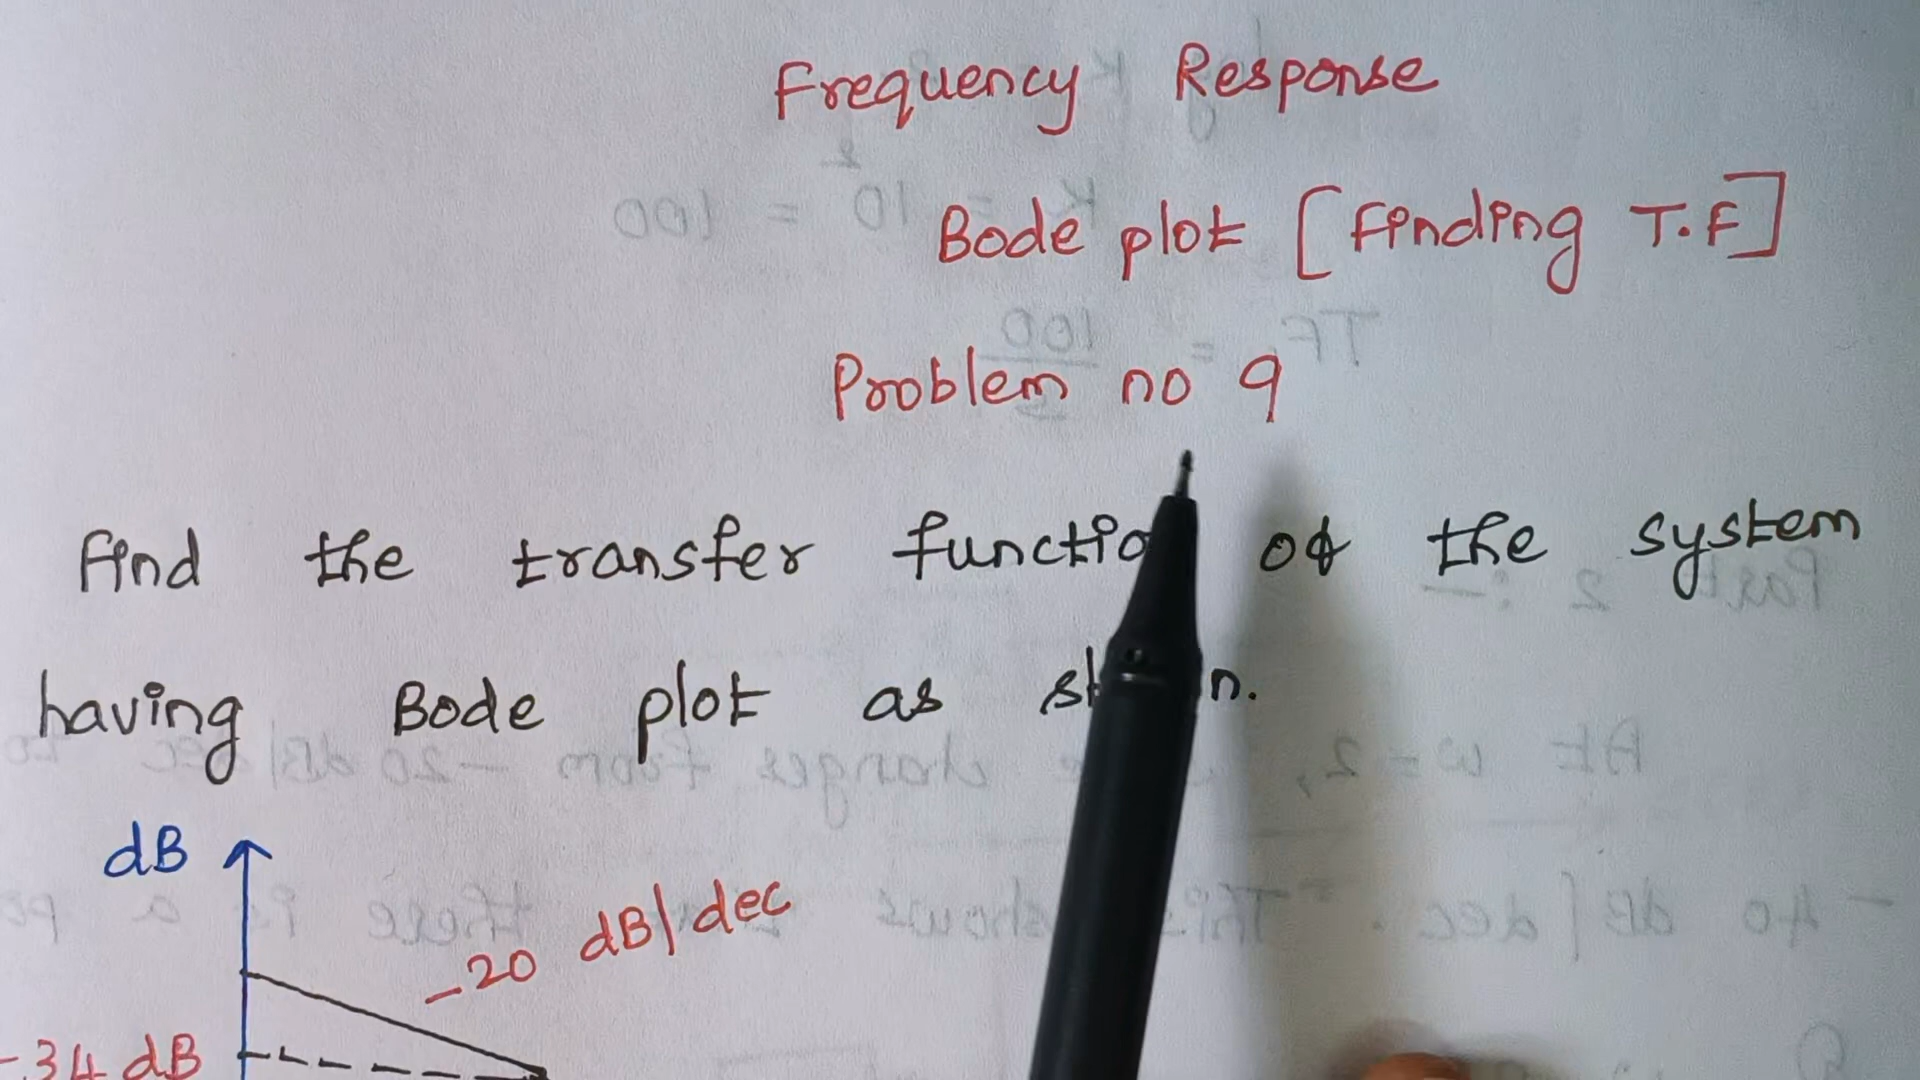 Frequency Response
Bode plot [Finding T.F]
Problem no 9
Find the transfer of the system
having Bode plot as
dB
-20 dB/dec
-34 dB